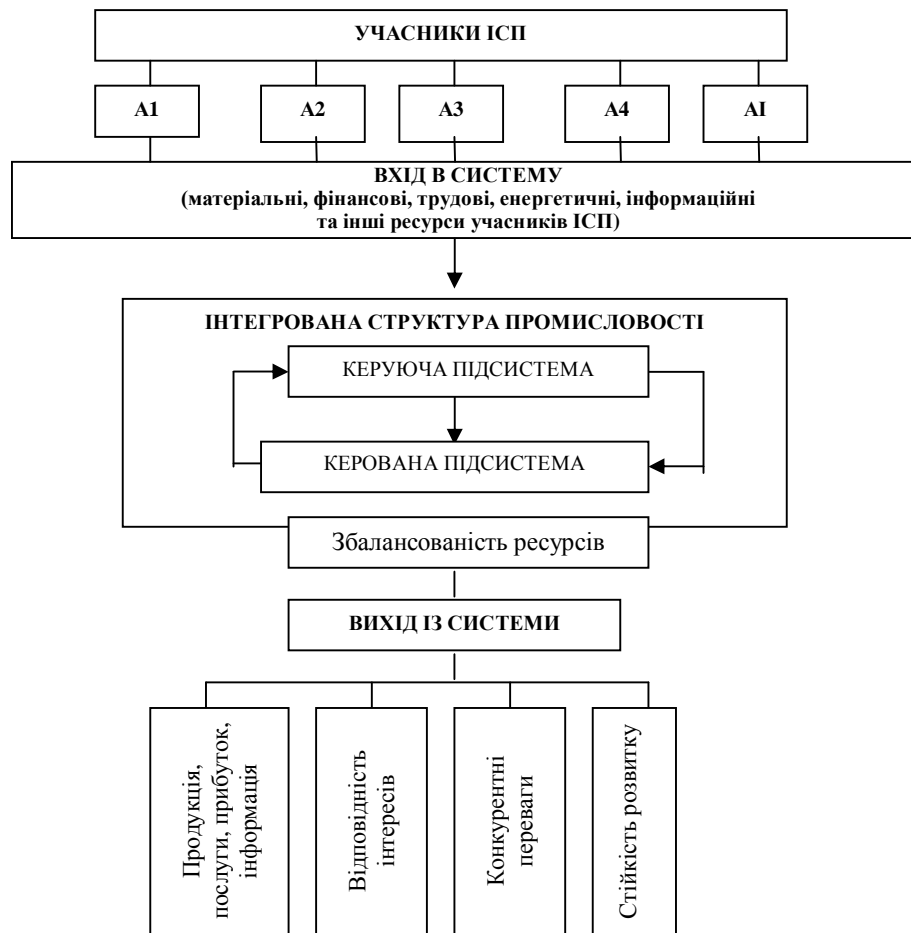 УЧАСНИКИ ІСП
А1
А2
А3
А4
АІ
ВХІД В СИСТЕМУ
(матеріальні, фінансові, трудові, енергетичні, інформаційні
та інші ресурси учасників ІСП)
ІНТЕГРОВАНА СТРУКТУРА ПРОМИСЛОВОСТІ
КЕРУЮЧА ПІДСИСТЕМА
КЕРОВАНА ПІДСИСТЕМА
Збалансованість ресурсів
ВИХІД ІЗ СИСТЕМИ
Продукція,
послуги, прибуток,
інформація
Відповідність
інтересів
Конкурентні
переваги
Стійкість розвитку